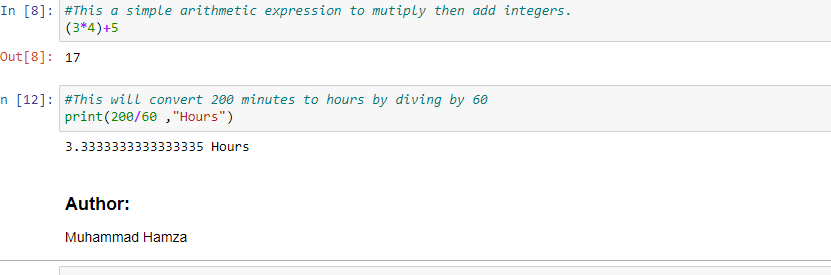 In [8]: #This a simple arithmetic expression to mutiply then add integers.
(3*4)+5
Out[8]: 17
n [12]: #This will convert 200 minutes to hours by diving by 60
print(200/60 ,"Hours")
3.3333333333333335 Hours
Author:
Muhammad Hamza